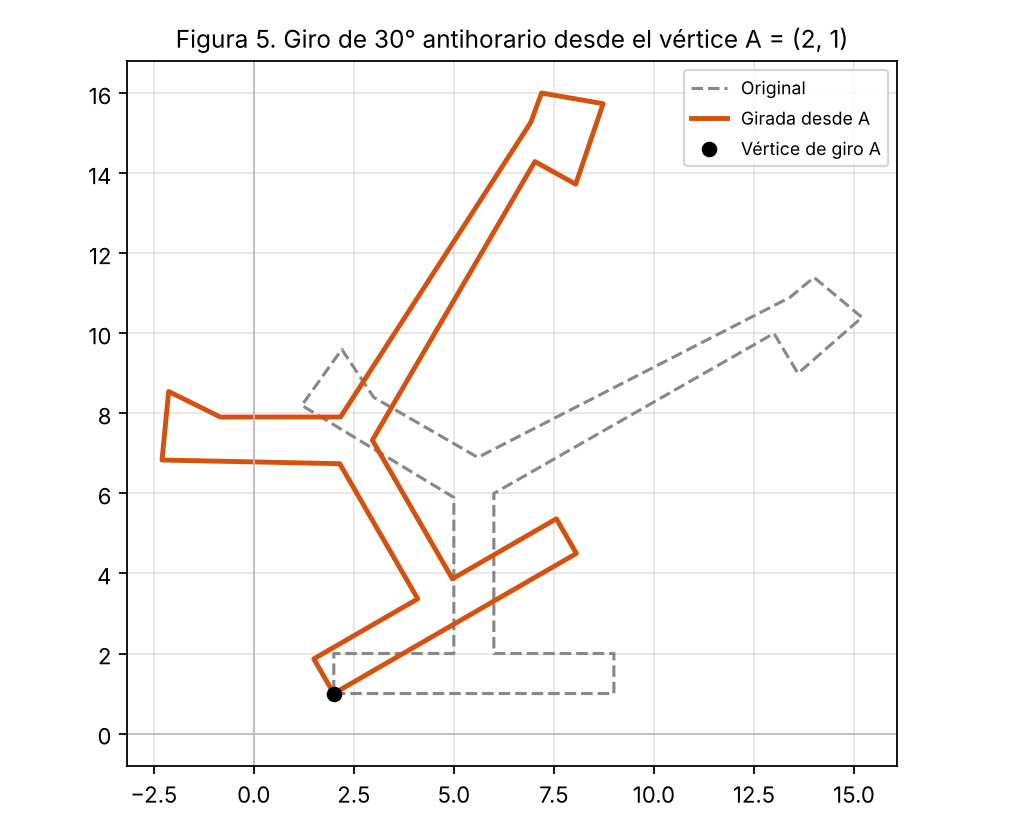 Figura 5. Giro de 30° antihorario desde el vértice A = (2, 1)
Original
Girada desde A
Vértice de giro A
16
14
12
10
8
6
4
2
0
−2.5 0.0 2.5 5.0 7.5 10.0 12.5 15.0